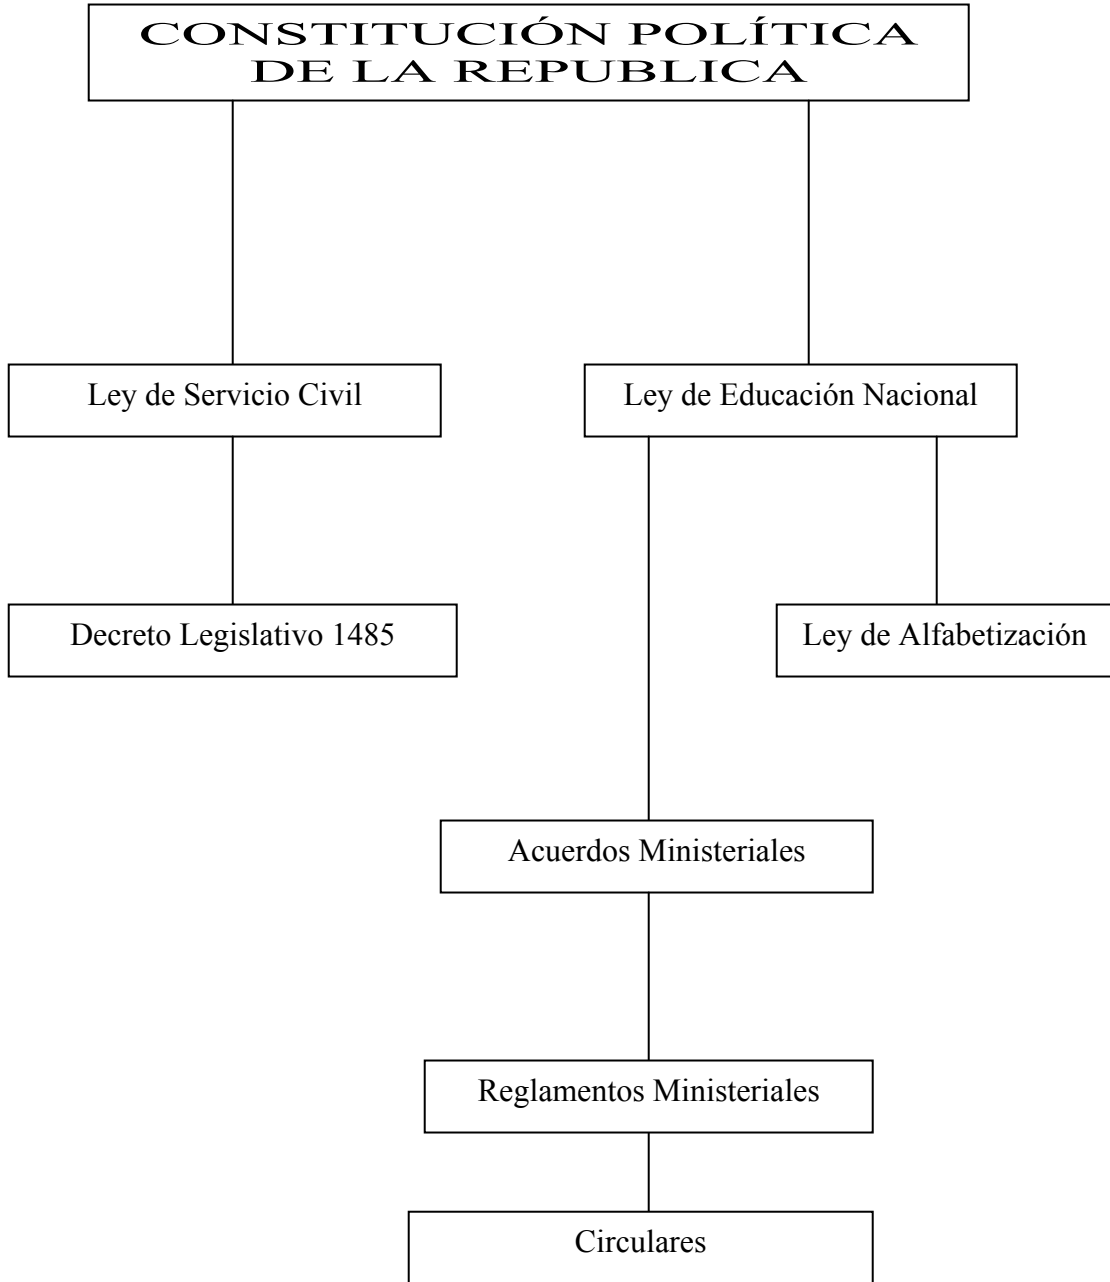 CONSTITUCIÓN POLÍTICA
DE LA REPUBLICA
Ley de Servicio Civil
Ley de Educación Nacional
Decreto Legislativo 1485
Ley de Alfabetización
Acuerdos Ministeriales
Reglamentos Ministeriales
Circulares